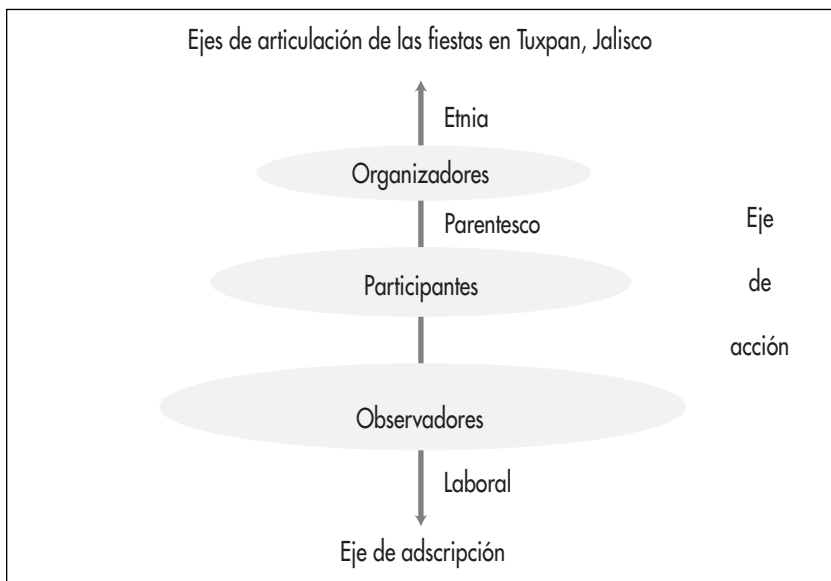 Ejes de articulación de las fiestas en Tuxpan, Jalisco
Etnia
Organizadores
Parentesco
Eje
Participantes
de
acción
Observadores
Laboral
Eje de adscripción